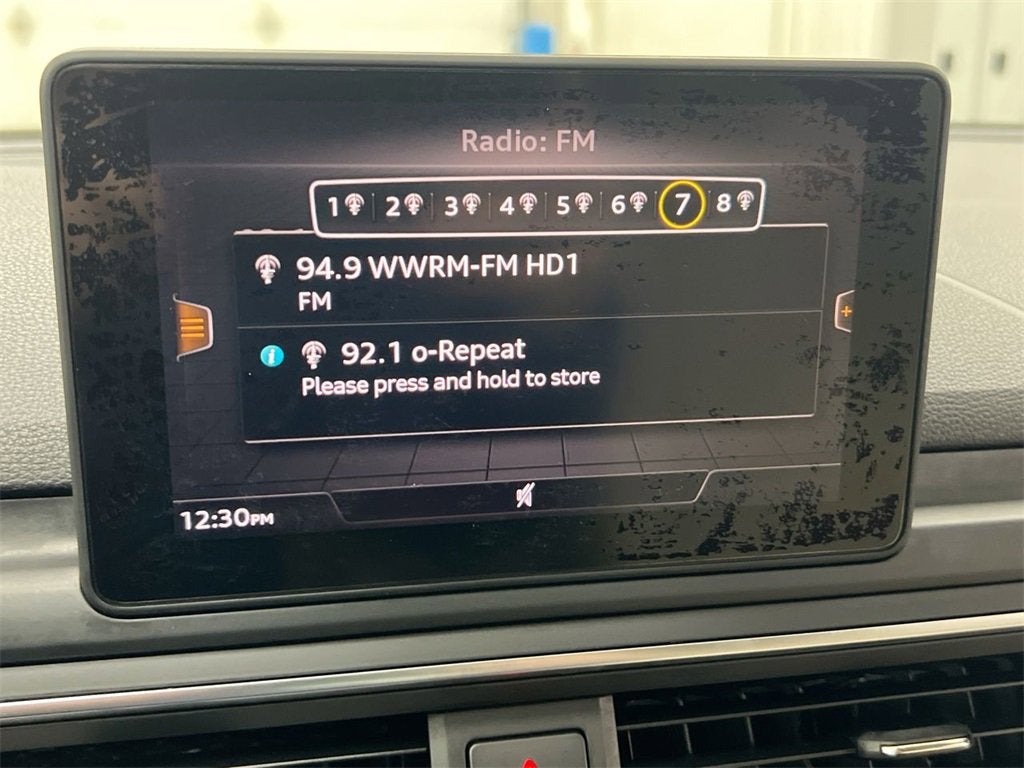 Radio: FM
1 2 3 4 5 6 7 8
94.9 WWRM-FM HD1
FM
i 92.1 o-Repeat
Please press and hold to store
12:30PM